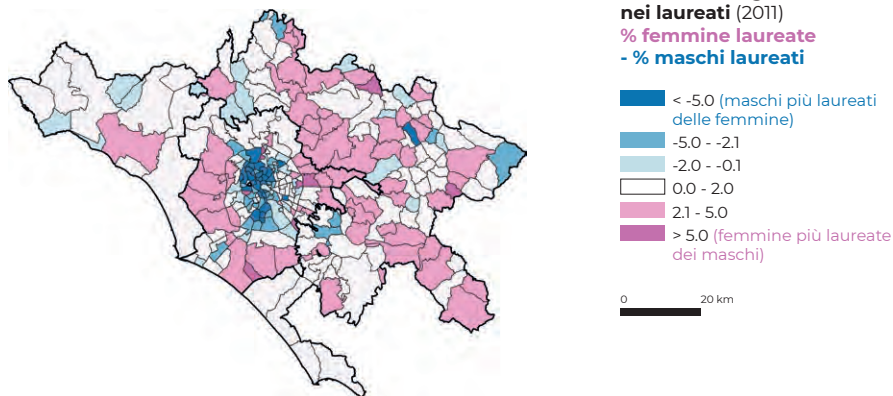 nei laureati (2011)
% femmine laureate
- % maschi laureati
< -5.0 (maschi più laureati
delle femmine)
-5.0 - -2.1
-2.0 - -0.1
0.0 - 2.0
2.1 - 5.0
> 5.0 (femmine più laureate
dei maschi)
0 20 km